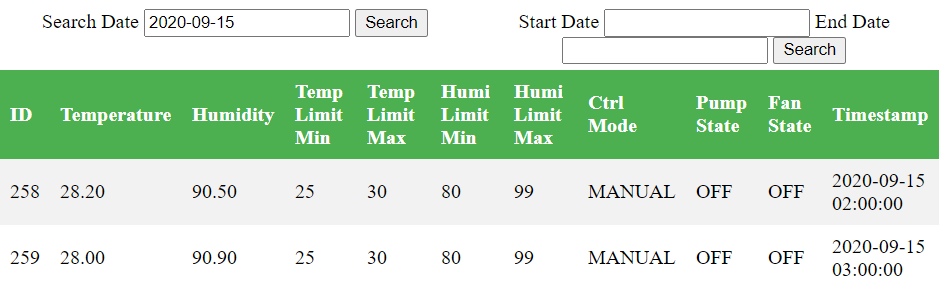 Search Date 2020-09-15 Search Start Date End Date
Search
ID Temperature Humidity Temp Limit Min Temp Limit Max Humi Limit Min Humi Limit Max Ctrl Mode Pump State Fan State Timestamp
258 28.20 90.50 25 30 80 99 MANUAL OFF OFF 2020-09-15 02:00:00
259 28.00 90.90 25 30 80 99 MANUAL OFF OFF 2020-09-15 03:00:00